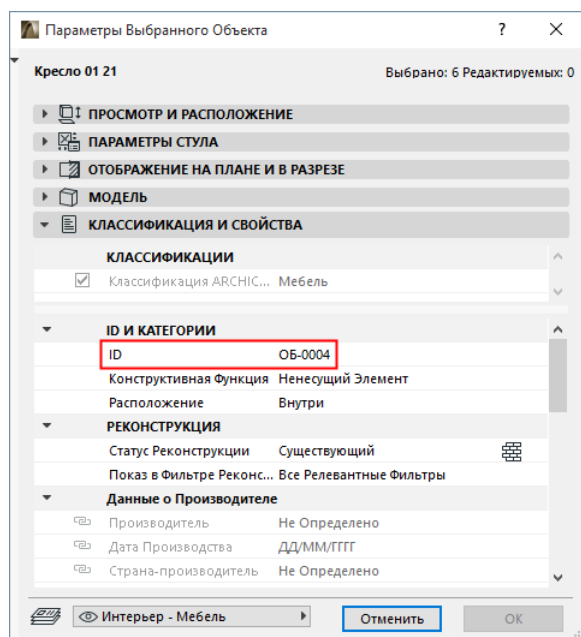 Параметры Выбранного Объекта ?
Кресло 01 21 Выбрано: 6 Редактируемых: 0
ПРОСМОТР И РАСПОЛОЖЕНИЕ
ПАРАМЕТРЫ СТУЛА
ОТОБРАЖЕНИЕ НА ПЛАНЕ И В РАЗРЕЗЕ
МОДЕЛЬ
КЛАССИФИКАЦИЯ И СВОЙСТВА
КЛАССИФИКАЦИИ
Классификация ARCHIC... Мебель
ID И КАТЕГОРИИ
ID ОБ-0004
Конструктивная Функция Ненесущий Элемент
Расположение Внутри
РЕКОНСТРУКЦИЯ
Статус Реконструкции Существующий
Показ в Фильтре Реконс... Все Релевантные Фильтры
Данные о Производителе
Производитель Не Определено
Дата Производства ДД/ММ/ГГГГ
Страна-производитель Не Определено
Интерьер - Мебель Отменить ОК